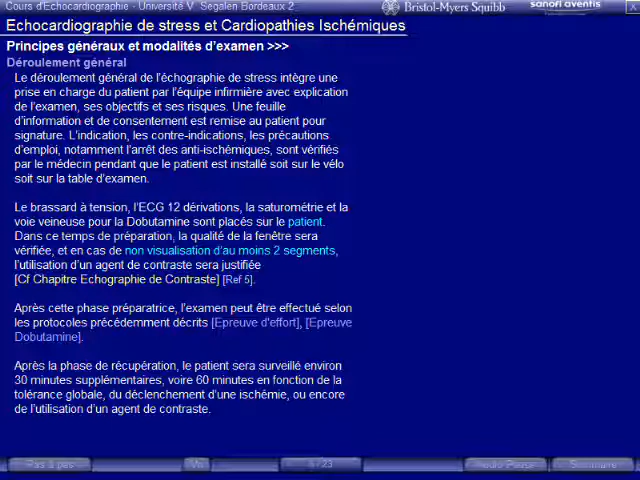 Cours d'Echocardiographie - Université V. Segalen Bordeaux 2
Bristol-Myers Squibb
sanofi aventis
X
Echocardiographie de stress et Cardiopathies Ischémiques
Principes généraux et modalités d'examen >>>
Déroulement général
Le déroulement général de l'échographie de stress intègre une
prise en charge du patient par l'équipe infirmière avec explication
de l'examen, ses objectifs et ses risques. Une feuille
d'information et de consentement est remise au patient pour
signature. L'indication, les contre-indications, les précautions
d'emploi, notamment l'arrêt des anti-ischémiques, sont vérifiés
par le médecin pendant que le patient est installé soit sur le vélo
soit sur la table d'examen.
Le brassard à tension, l'ECG 12 dérivations, la saturométrie et la
voie veineuse pour la Dobutamine sont placés sur le patient.
Dans ce temps de préparation, la qualité de la fenêtre sera
vérifiée, et en cas de non visualisation d'au moins 2 segments,
l'utilisation d'un agent de contraste sera justifiée
[Cf Chapitre Echographie de Contraste] [Ref 5].
Après cette phase préparatrice, l'examen peut être effectué selon
les protocoles précédemment décrits [Epreuve d'effort], [Epreuve
Dobutamine].
Après la phase de récupération, le patient sera surveillé environ
30 minutes supplémentaires, voire 60 minutes en fonction de la
tolérance globale, du déclenchement d'une ischémie, ou encore
de l'utilisation d'un agent de contraste.
Pas à pas
/23
Pause
Sommaire